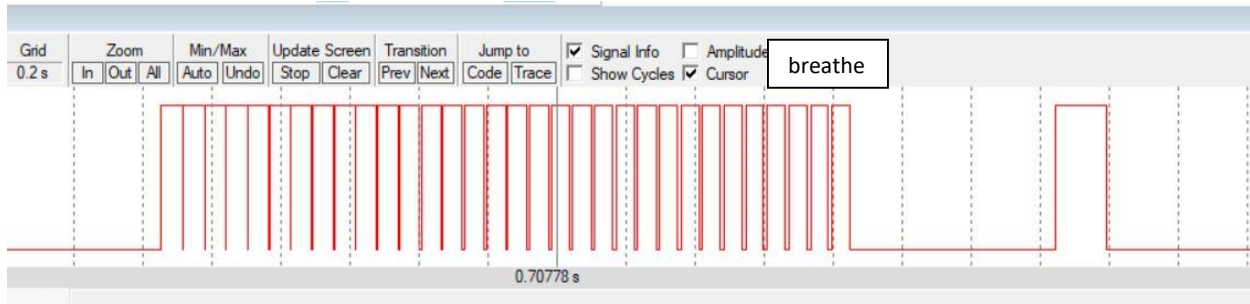 Grid Zoom Min/Max Update Screen Transition Jump to Signal Info Amplitude
0.2 s In Out All Auto Undo Stop Clear Prev Next Code Trace Show Cycles Cursor
breathe
0.70778 s